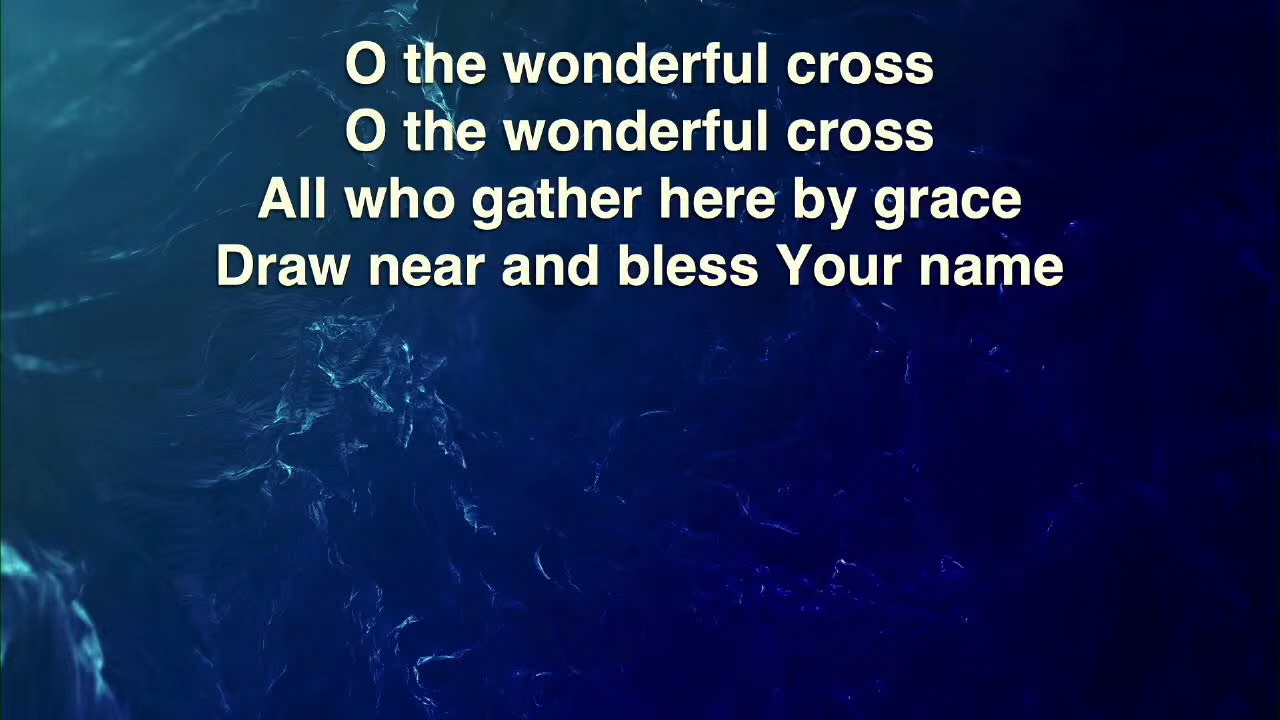 O the wonderful cross
O the wonderful cross
All who gather here by grace
Draw near and bless Your name